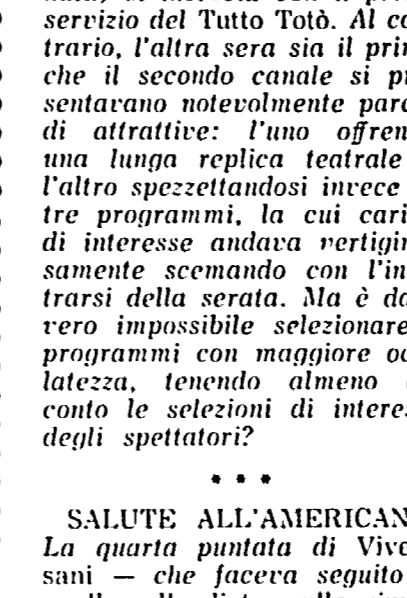 servizio del Tutto Totò. Al co
trario, l'altra sera sia il pri
che il secondo canale si pr
sentavano notevolmente parc
di attrattive: l'uno offren
una lunga replica teatrale
l'altro spezzettandosi invece
tre programmi, la cui cari
di interesse andava vertigin
samente scemando con l'in
trarsi della serata. Ma è da
vero impossibile selezionare
programmi con maggiore oc
latezza, tenendo almeno
conto le selezioni di interes
degli spettatori?
• • •
SALUTE ALL'AMERICAN
La quarta puntata di Vive
sani — che faceva seguito